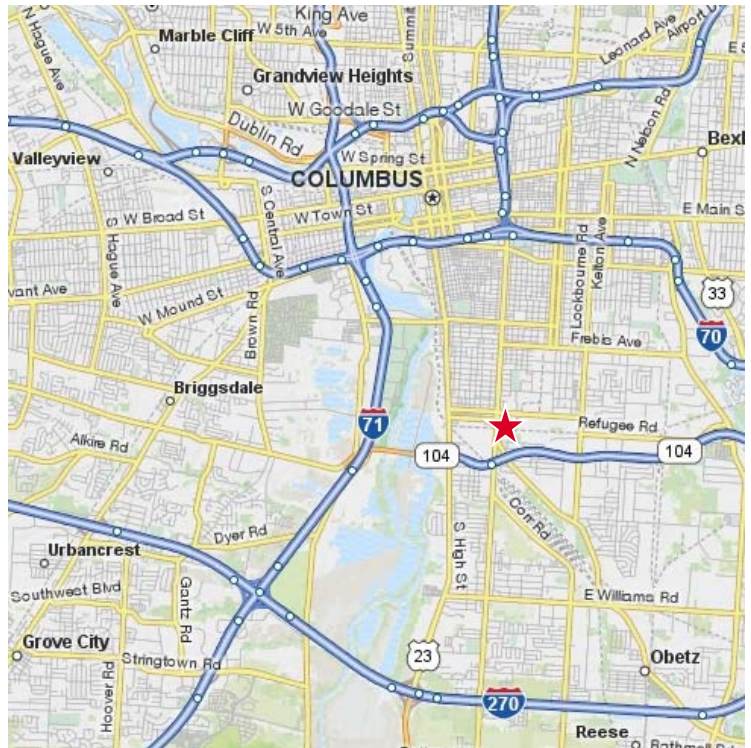 King Ave
W 5th Ave
Marble Cliff
N Hague Ave
Summit
Leonard Ave
Airport
E 5
Grandview Heights
W Goodale St
Dublin Rd
N Nelson Rd
Bexl
W Spring St
Valleyview
COLUMBUS
S Central Ave
W Broad St
W Town St
E Main S
S Hague Ave
Lockbourne Rd
Kelton Ave
vant Ave
W Mound St
Brown Rd
33
70
Frebis Ave
Briggsdale
71
Refugee Rd
Alkire Rd
104
104
Corr Rd
S High St
Dyer Rd
Urbancrest
Southwest Blvd
Gantz Rd
E Williams Rd
Grove City
Stringtown Rd
Hoover Rd
23
Obetz
270
Reese